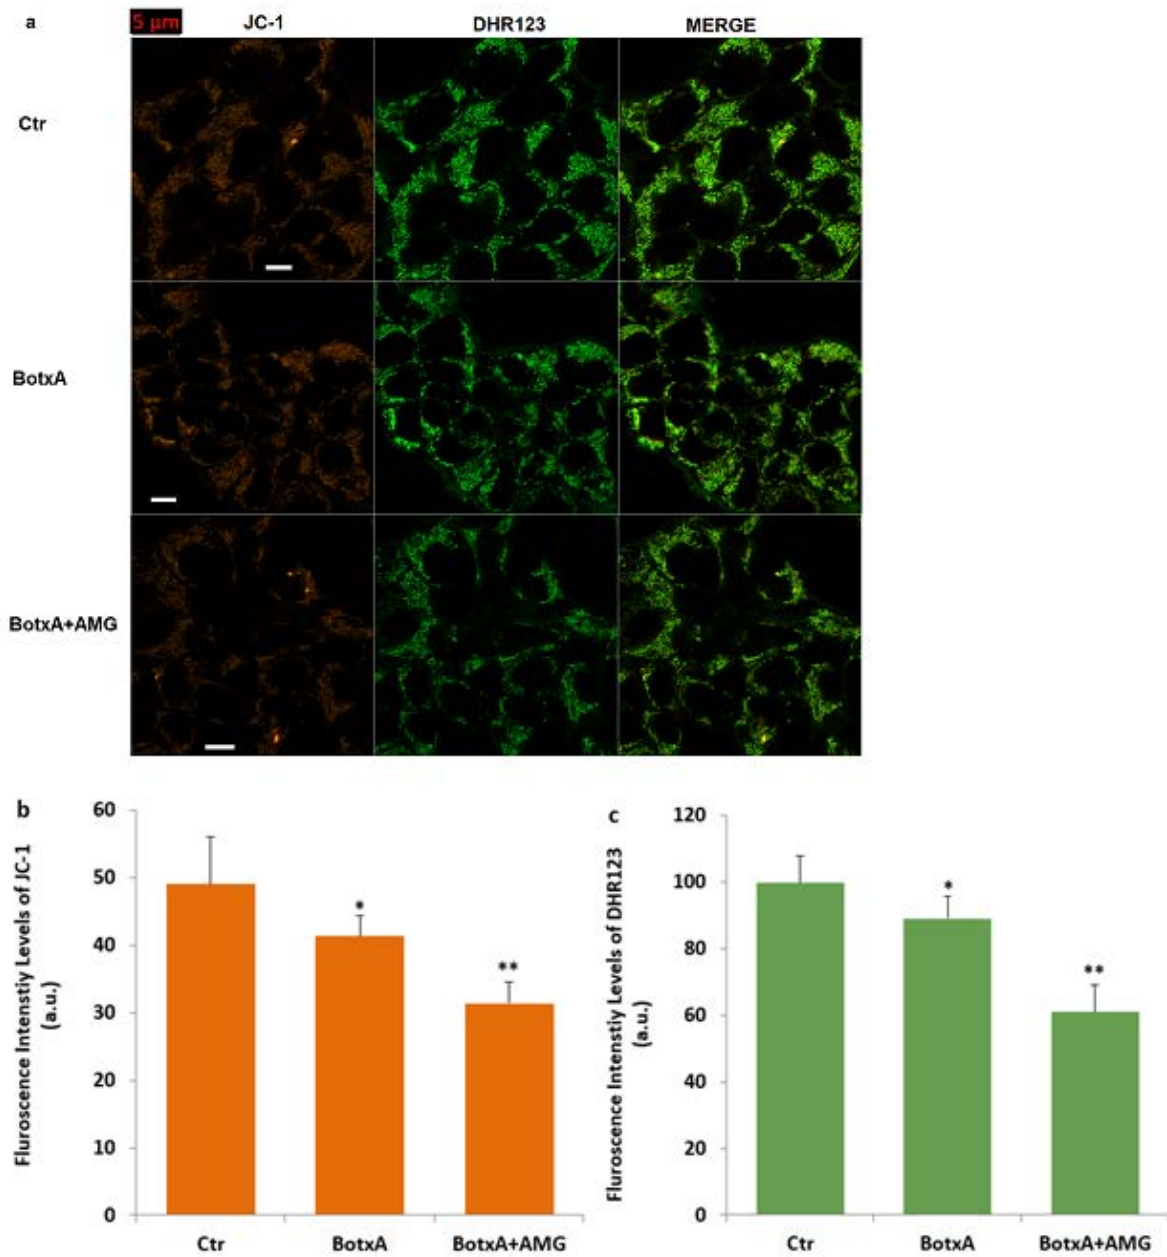 a
5 µm
JC-1
DHR123
MERGE
Ctr
BotxA
BotxA+AMG
b
Fluroscence Intenstiy Levels of JC-1
(a.u.)
60
50
40
30
20
10
0
*
**
Ctr
BotxA
BotxA+AMG
c
Fluroscence Intenstiy Levels of DHR123
(a.u.)
120
100
80
60
40
20
0
*
**
Ctr
BotxA
BotxA+AMG